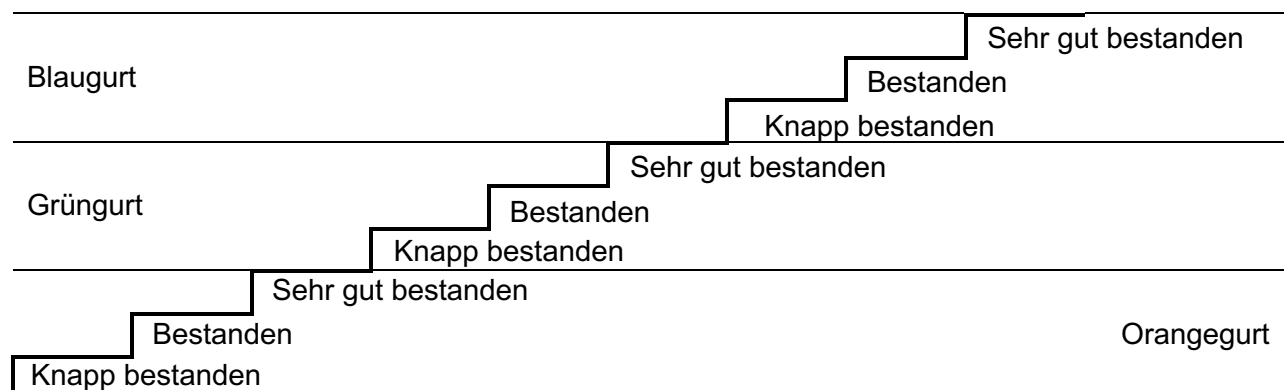 Sehr gut bestanden
Blaugurt
Bestanden
Knapp bestanden
Sehr gut bestanden
Grüngurt
Bestanden
Knapp bestanden
Sehr gut bestanden
Bestanden
Orangegurt
Knapp bestanden